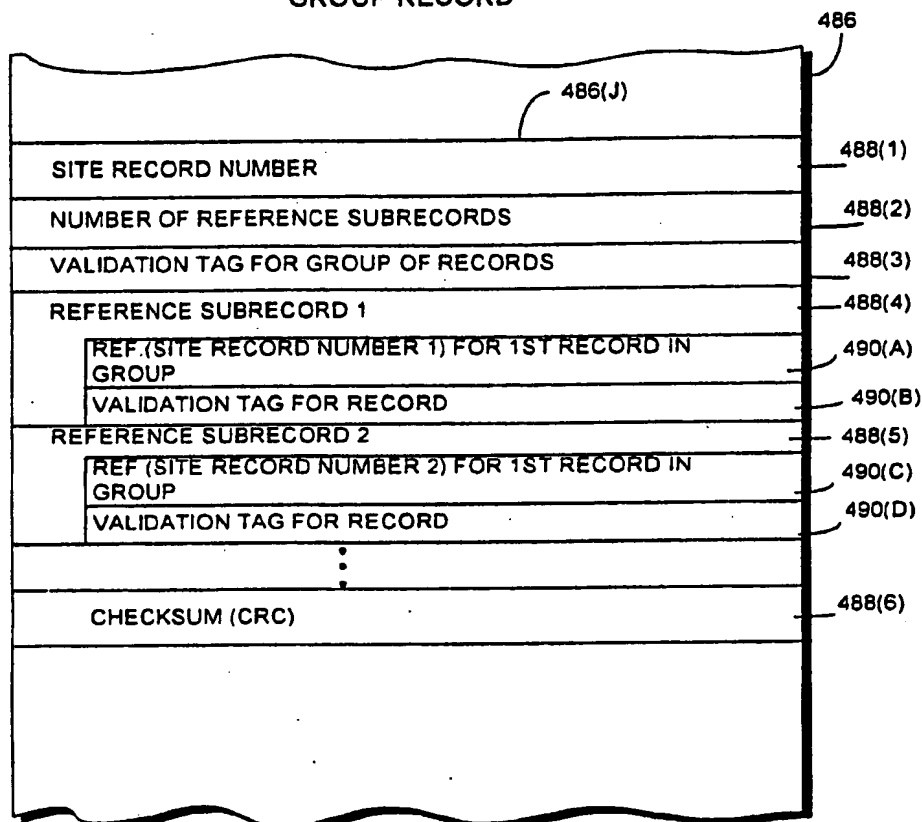 GROUP RECORD
486
486(J)
SITE RECORD NUMBER
488(1)
NUMBER OF REFERENCE SUBRECORDS
488(2)
VALIDATION TAG FOR GROUP OF RECORDS
488(3)
REFERENCE SUBRECORD 1
488(4)
REF.(SITE RECORD NUMBER 1) FOR 1ST RECORD IN
GROUP
490(A)
VALIDATION TAG FOR RECORD
490(B)
REFERENCE SUBRECORD 2
488(5)
REF (SITE RECORD NUMBER 2) FOR 1ST RECORD IN
GROUP
490(C)
VALIDATION TAG FOR RECORD
490(D)
CHECKSUM (CRC)
488(6)